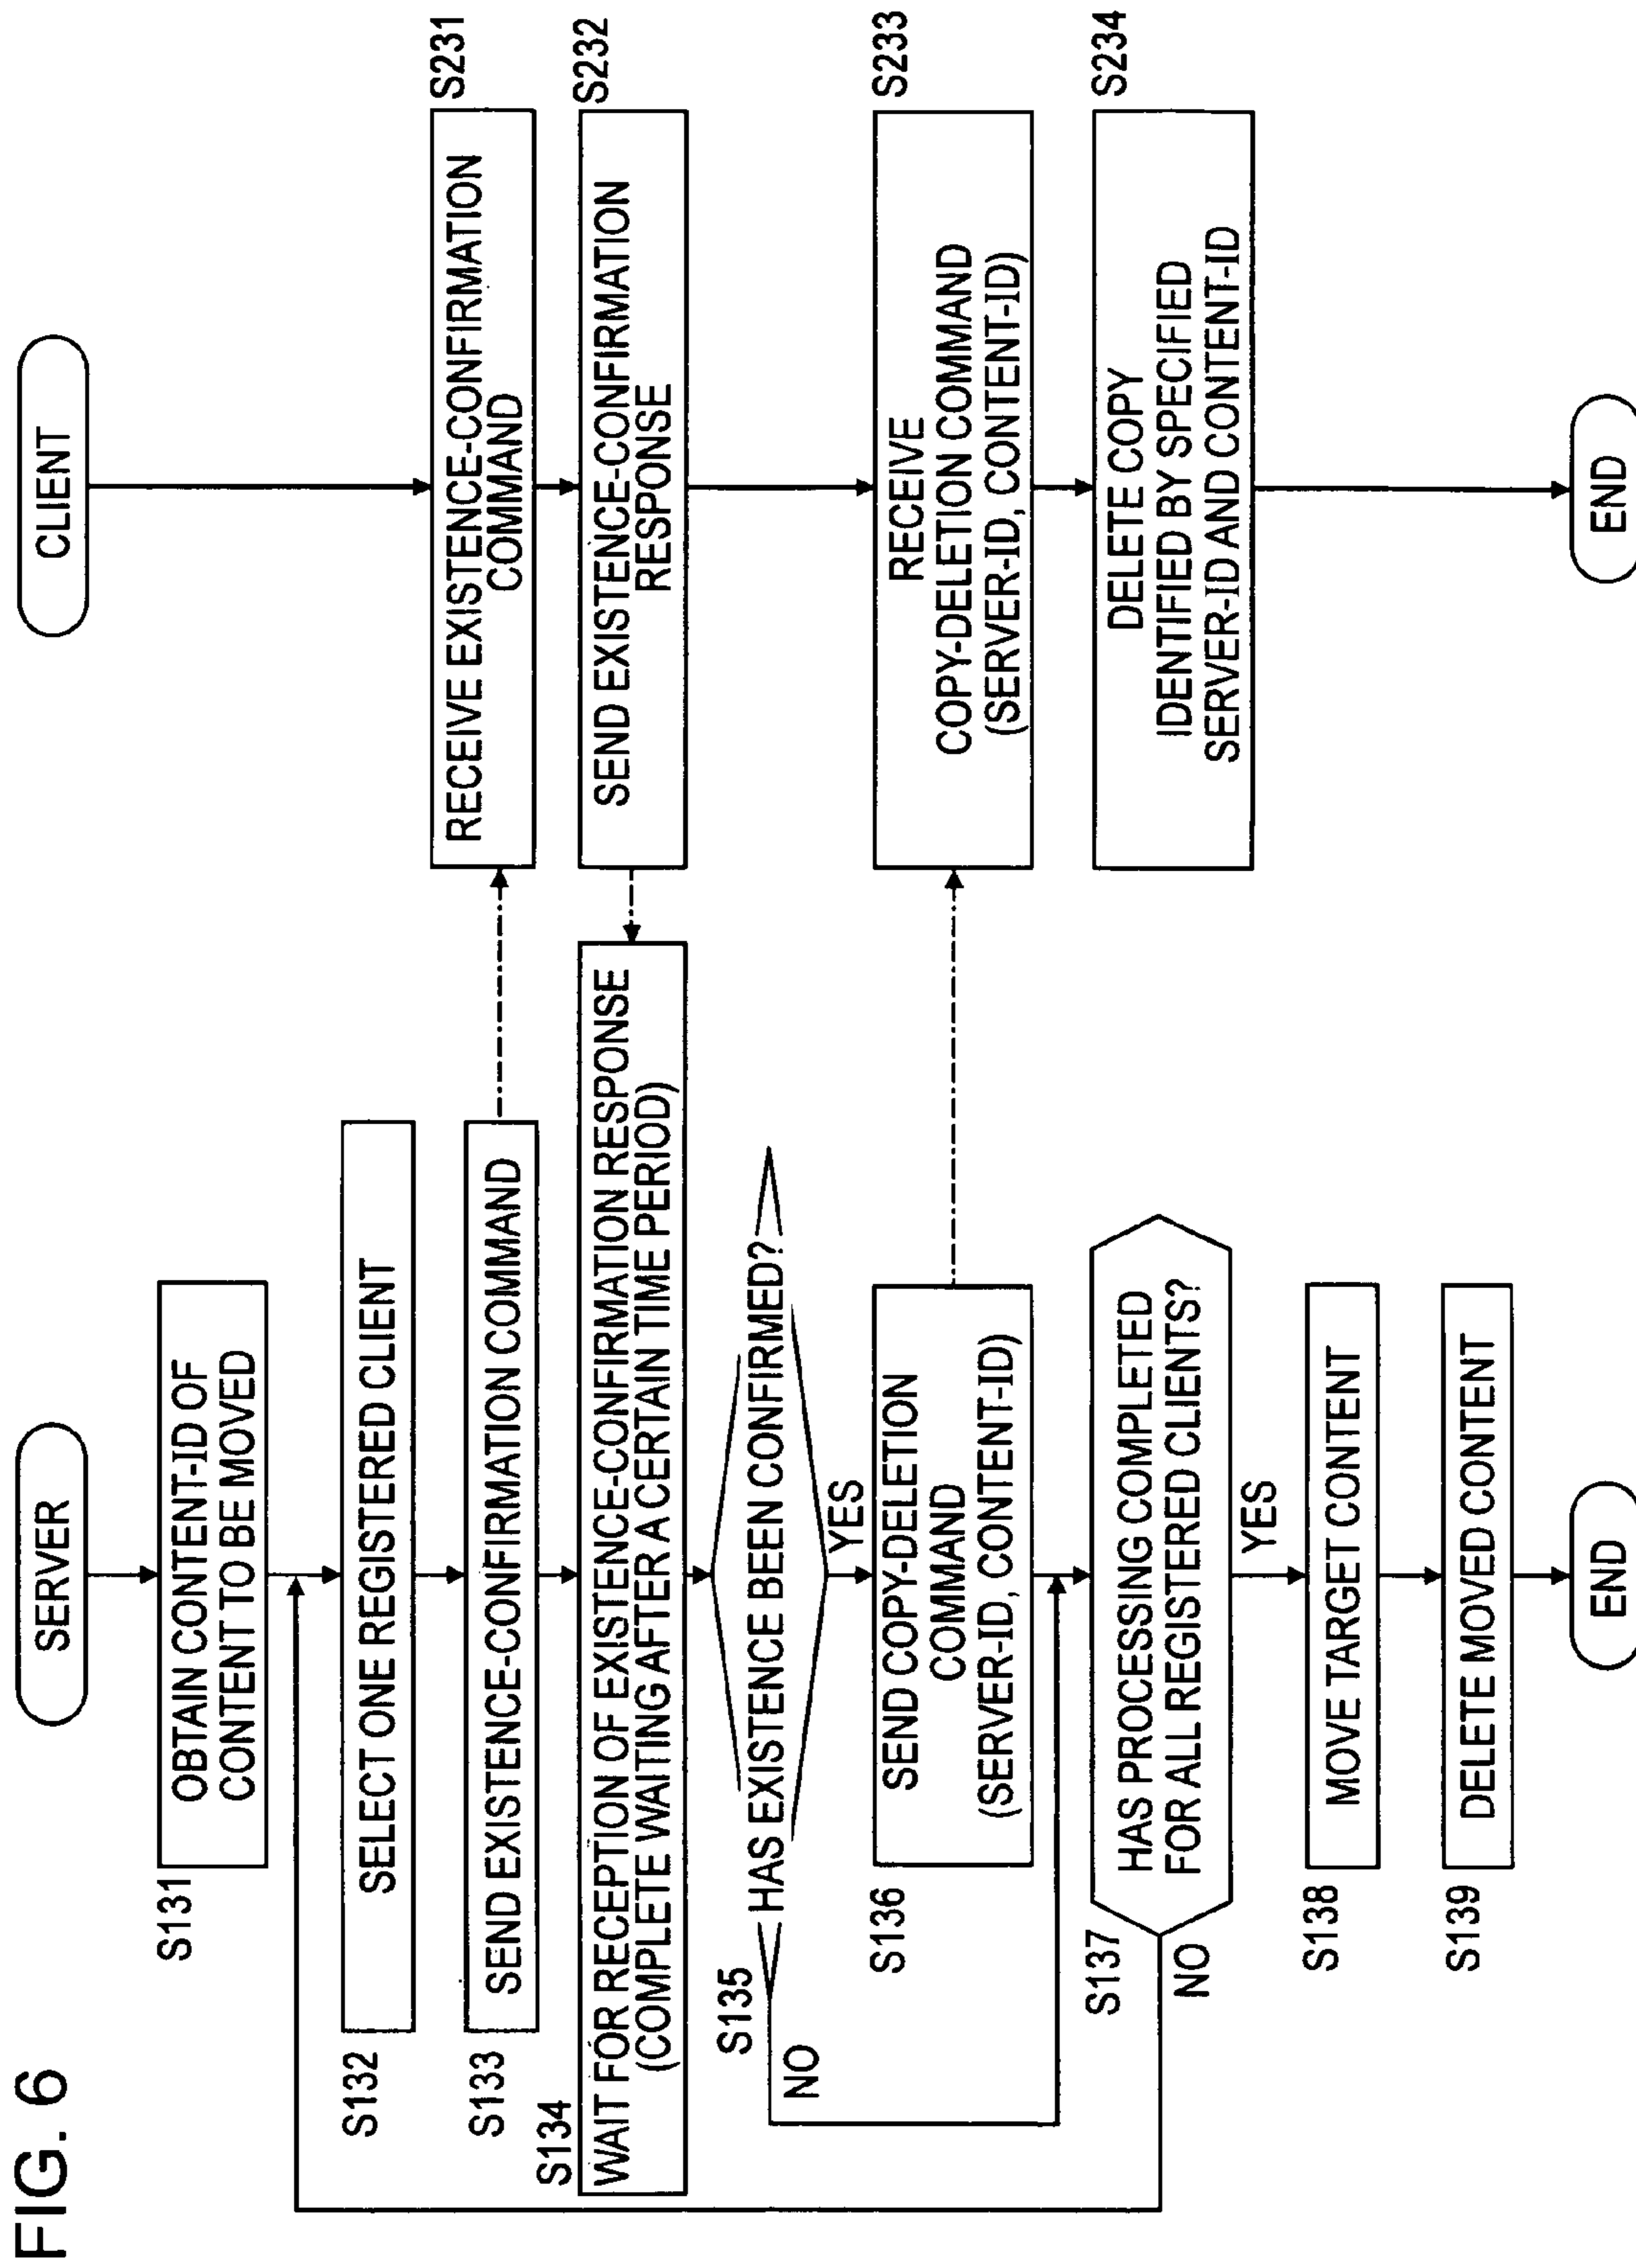 FIG. 6
SERVER
S131
OBTAIN CONTENT-ID OF
CONTENT TO BE MOVED
S132
SELECT ONE REGISTERED CLIENT
S133
SEND EXISTENCE-CONFIRMATION COMMAND
S134
WAIT FOR RECEPTION OF EXISTENCE-CONFIRMATION RESPONSE
(COMPLETE WAITING AFTER A CERTAIN TIME PERIOD)
S135
HAS EXISTENCE BEEN CONFIRMED?
NO
YES
S136
SEND COPY-DELETION
COMMAND
(SERVER-ID, CONTENT-ID)
S137
HAS PROCESSING COMPLETED
FOR ALL REGISTERED CLIENTS?
NO
YES
S138
MOVE TARGET CONTENT
S139
DELETE MOVED CONTENT
END
CLIENT
S231
RECEIVE EXISTENCE-CONFIRMATION
COMMAND
S232
SEND EXISTENCE-CONFIRMATION
RESPONSE
S233
RECEIVE
COPY-DELETION COMMAND
(SERVER-ID, CONTENT-ID)
S234
DELETE COPY
IDENTIFIED BY SPECIFIED
SERVER-ID AND CONTENT-ID
END